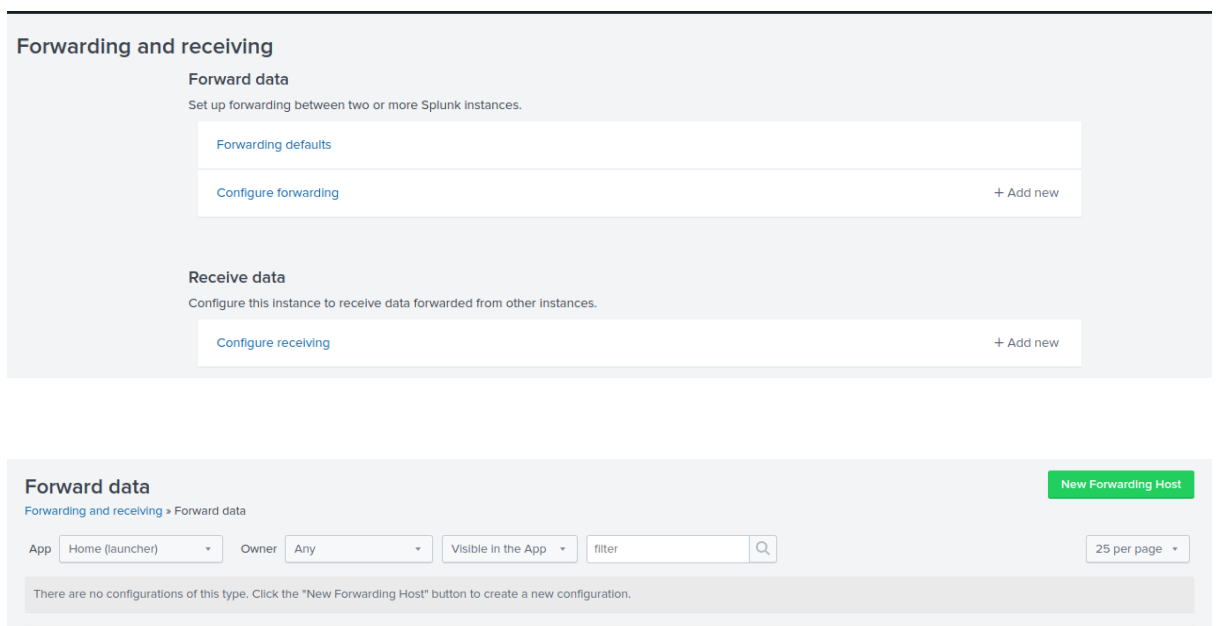 Forwarding and receiving
Forward data
Set up forwarding between two or more Splunk instances.
Forwarding defaults
Configure forwarding + Add new
Receive data
Configure this instance to receive data forwarded from other instances.
Configure receiving + Add new
Forward data New Forwarding Host
Forwarding and receiving » Forward data
App Home (launcher) Owner Any Visible in the App filter 25 per page
There are no configurations of this type. Click the "New Forwarding Host" button to create a new configuration.